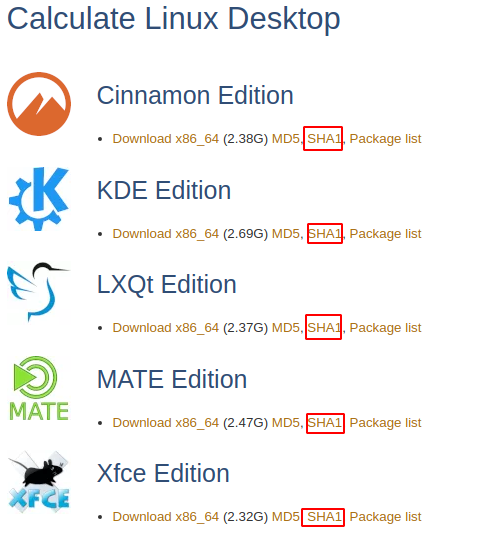 Calculate Linux Desktop
Cinnamon Edition
• Download x86_64 (2.38G) MD5, SHA1, Package list
KDE Edition
• Download x86_64 (2.69G) MD5, SHA1, Package list
LXQt Edition
• Download x86_64 (2.37G) MD5, SHA1, Package list
MATE Edition
MATE
• Download x86_64 (2.47G) MD5, SHA1, Package list
Xfce Edition
XFCE
• Download x86_64 (2.32G) MD5, SHA1, Package list